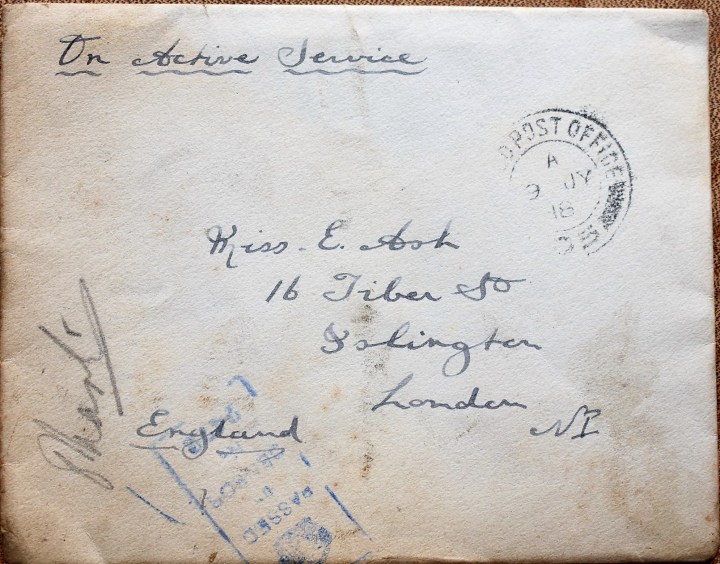 On Active Service
D POST OFFICE
A
9 JY
18
Miss. E. Ash
16 Tiber St
Islington
London
N1
England
PASSED